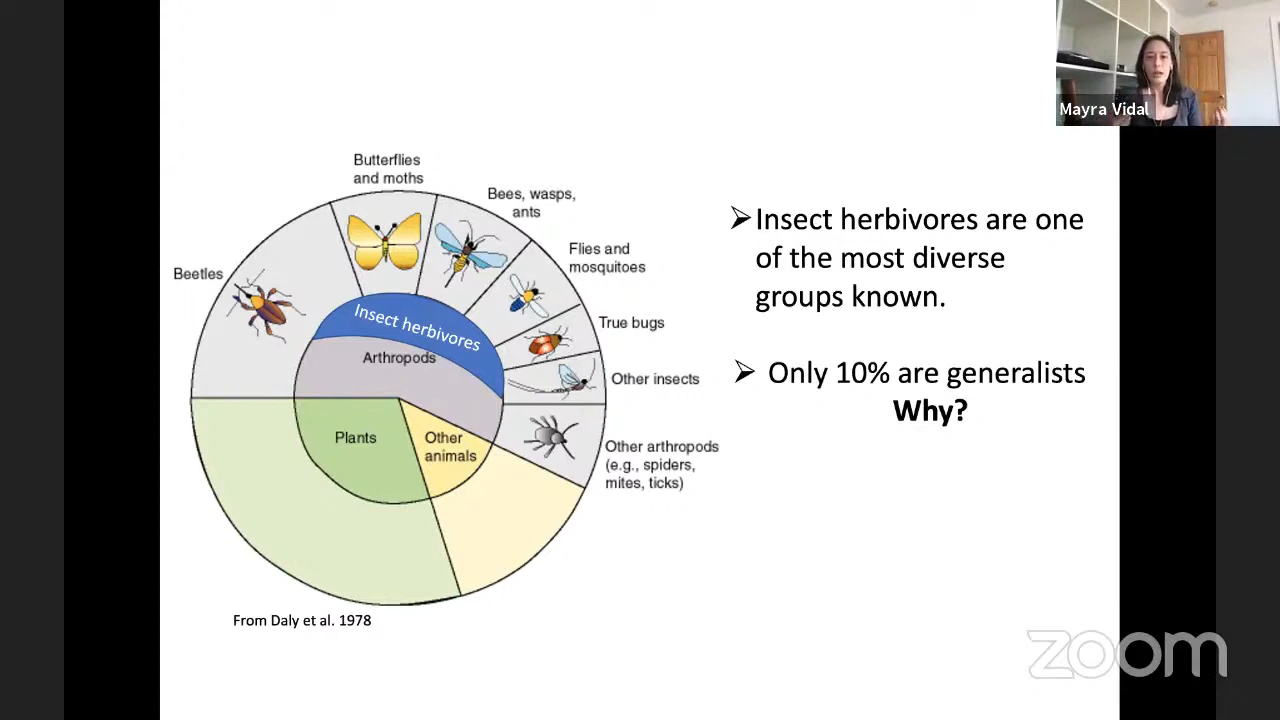 Mayra Vidal
Butterflies
and moths
Bees, wasps,
ants
Flies and
mosquitoes
Beetles
True bugs
Insect herbivores
Arthropods
Other insects
Plants
Other
animals
Other arthropods
(e.g., spiders,
mites, ticks)
From Daly et al. 1978
➢Insect herbivores are one
of the most diverse
groups known.
➢ Only 10% are generalists
Why?
zoom